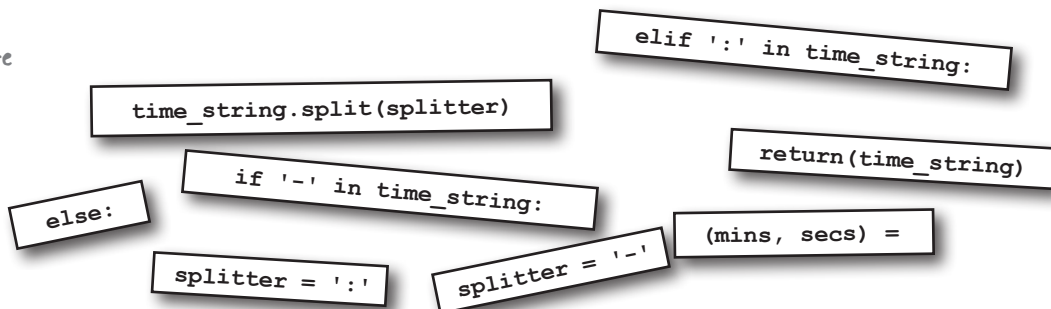 elif ':' in time_string:
time_string.split(splitter)
return(time_string)
if '-' in time_string:
else:
(mins, secs) =
splitter = ':'
splitter = '-'